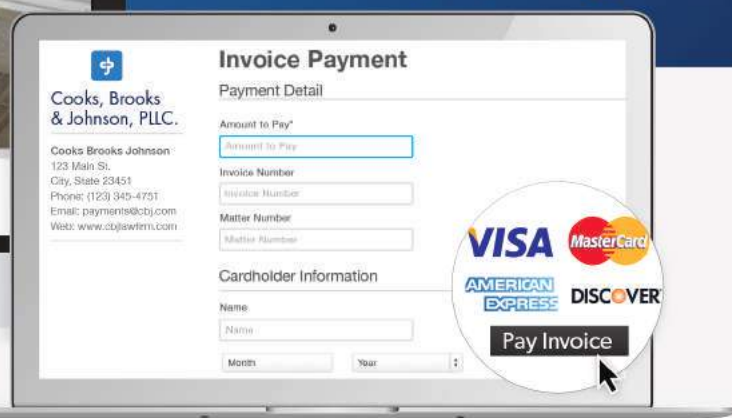 Cooks, Brooks
& Johnson, PLLC.
Cooks Brooks Johnson
123 Main St.
City, State 23451
Phone: (123) 345-4751
Email: payments@cbj.com
Web: www.cbjlawfirm.com
Invoice Payment
Payment Detail
Amount to Pay*
Amount to Pay
Invoice Number
Invoice Number
Matter Number
Matter Number
Cardholder Information
Name
Name
Month
Year
VISA
MasterCard
AMERICAN
EXPRESS
DISCOVER
Pay Invoice